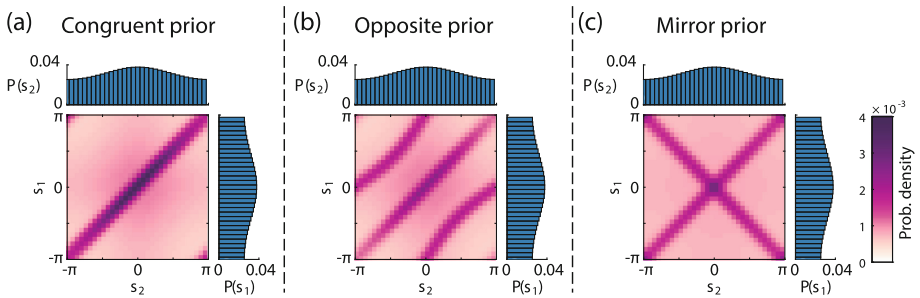 (a) Congruent prior
0.04
P(s₂)
0
π
s₁
0
-π
-π 0 π
s₂
0 0.04
P(s₁)
(b) Opposite prior
0.04
P(s₂)
0
π
s₁
0
-π
-π 0 π
s₂
0 0.04
P(s₁)
(c) Mirror prior
0.04
P(s₂)
0
π
s₁
0
-π
-π 0 π
s₂
0 0.04
P(s₁)
× 10⁻³
4
3
2
1
0
Prob. density